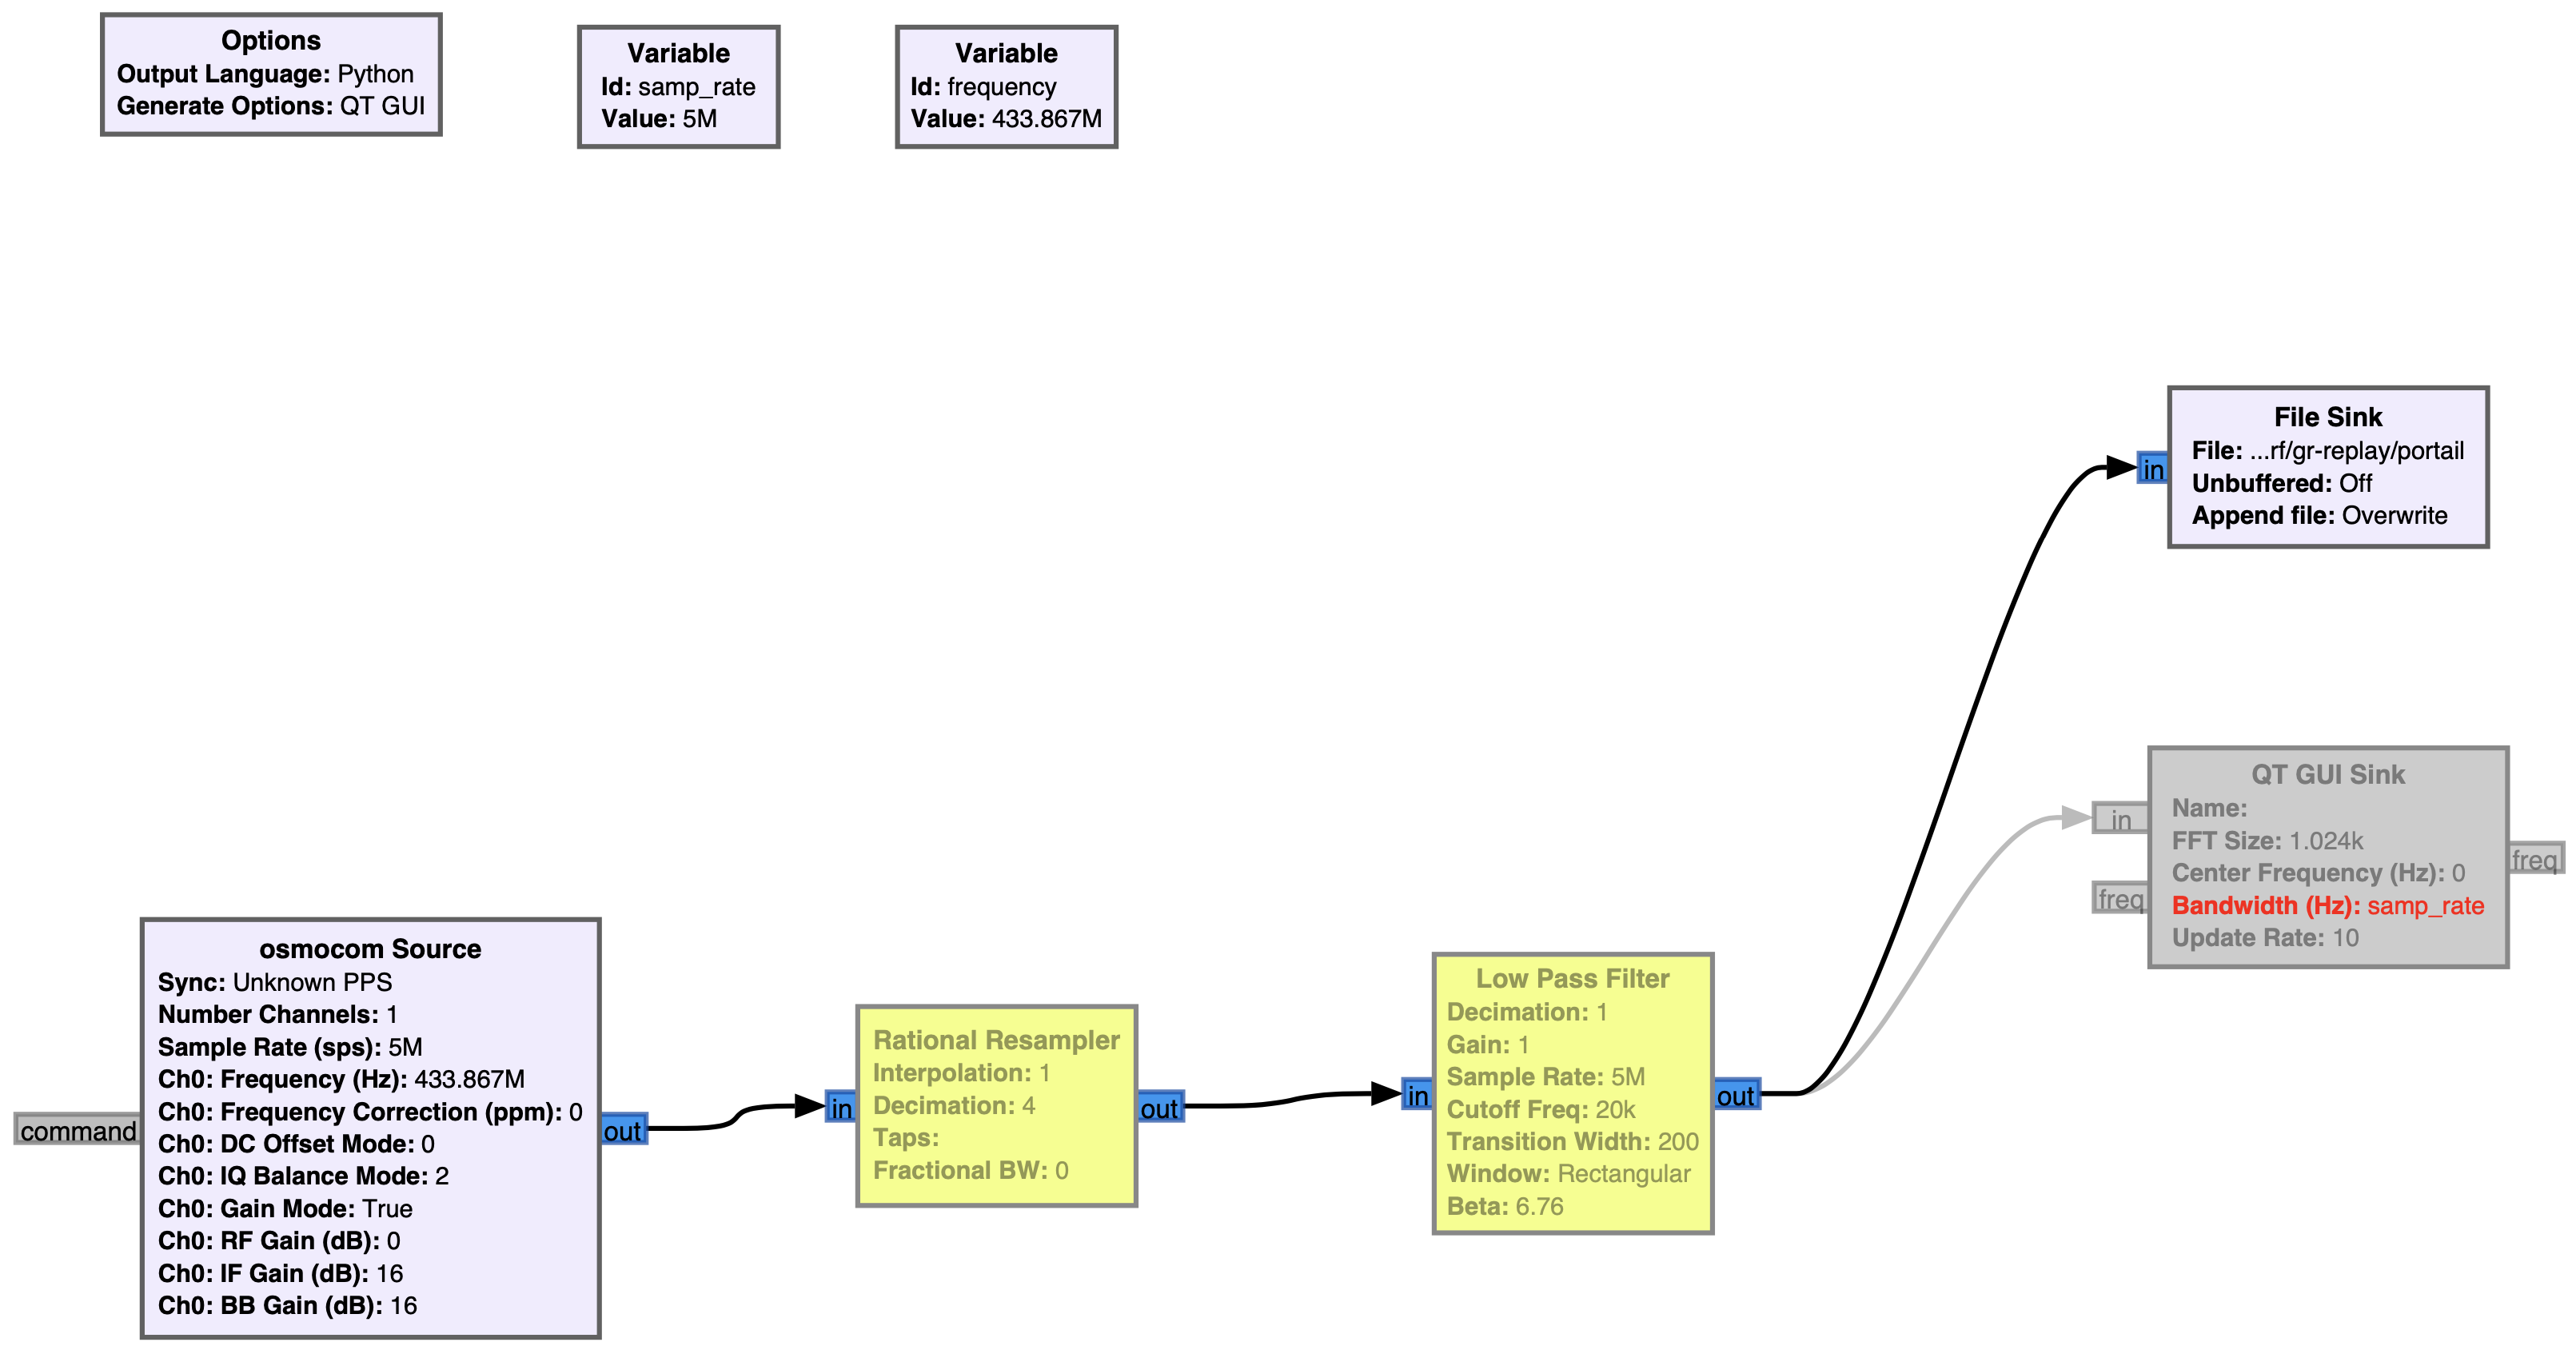 Options
Output Language: Python
Generate Options: QT GUI
Variable
Id: samp_rate
Value: 5M
Variable
Id: frequency
Value: 433.867M
File Sink
File: ...rf/gr-replay/portail
Unbuffered: Off
Append file: Overwrite
in
QT GUI Sink
Name:
FFT Size: 1.024k
Center Frequency (Hz): 0
Bandwidth (Hz): samp_rate
Update Rate: 10
in
freq
freq
osmocom Source
Sync: Unknown PPS
Number Channels: 1
Sample Rate (sps): 5M
Ch0: Frequency (Hz): 433.867M
Ch0: Frequency Correction (ppm): 0
Ch0: DC Offset Mode: 0
Ch0: IQ Balance Mode: 2
Ch0: Gain Mode: True
Ch0: RF Gain (dB): 0
Ch0: IF Gain (dB): 16
Ch0: BB Gain (dB): 16
command
out
in
Rational Resampler
Interpolation: 1
Decimation: 4
Taps:
Fractional BW: 0
out
in
Low Pass Filter
Decimation: 1
Gain: 1
Sample Rate: 5M
Cutoff Freq: 20k
Transition Width: 200
Window: Rectangular
Beta: 6.76
out